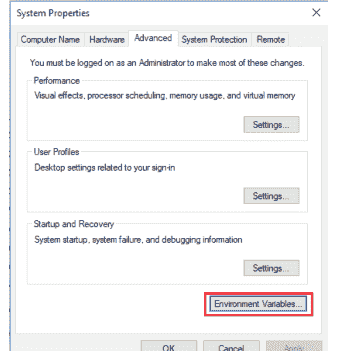 System Properties
Computer Name Hardware Advanced System Protection Remote
You must be logged on as an Administrator to make most of these changes.
Performance
Visual effects, processor scheduling, memory usage, and virtual memory
Settings...
User Profiles
Desktop settings related to your sign-in
Settings...
Startup and Recovery
System startup, system failure, and debugging information
Settings...
Environment Variables...
OK Cancel Apply